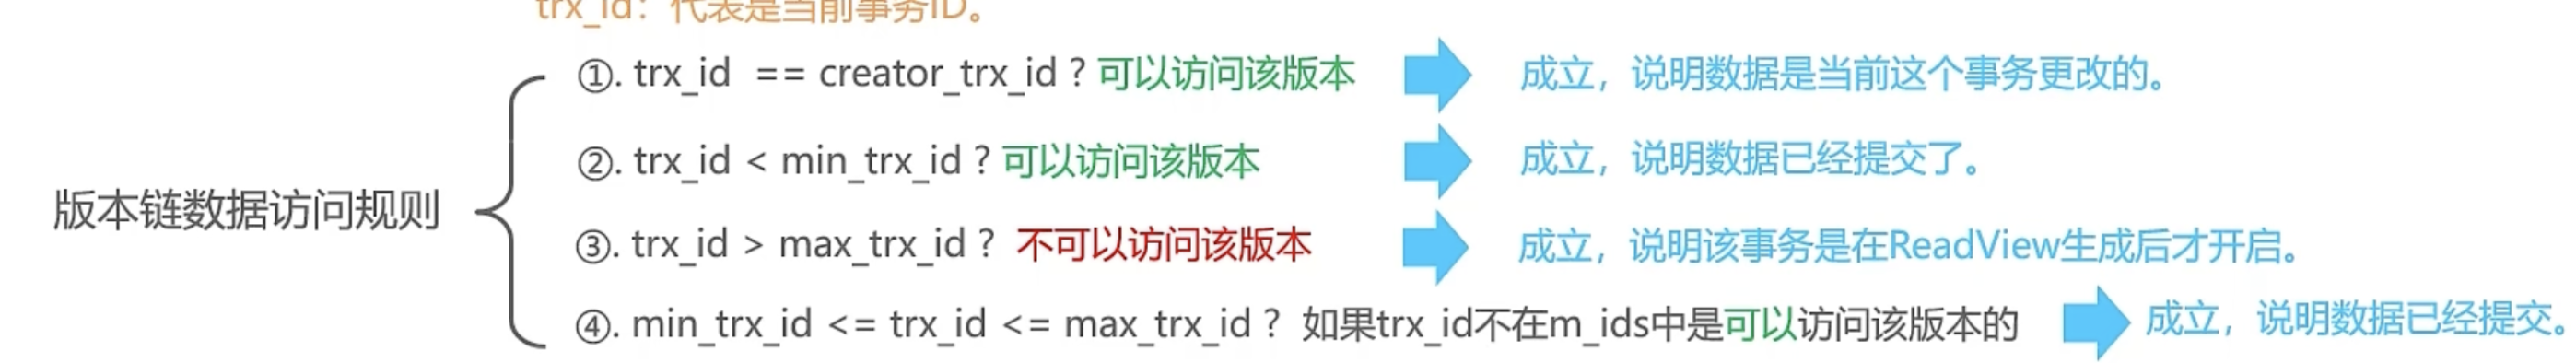 trx_id：代表是当前事务ID。
①. trx_id == creator_trx_id ? 可以访问该版本 成立，说明数据是当前这个事务更改的。
②. trx_id < min_trx_id ? 可以访问该版本 成立，说明数据已经提交了。
版本链数据访问规则
③. trx_id > max_trx_id ? 不可以访问该版本 成立，说明该事务是在ReadView生成后才开启。
④. min_trx_id <= trx_id <= max_trx_id ? 如果trx_id不在m_ids中是可以访问该版本的 成立，说明数据已经提交。